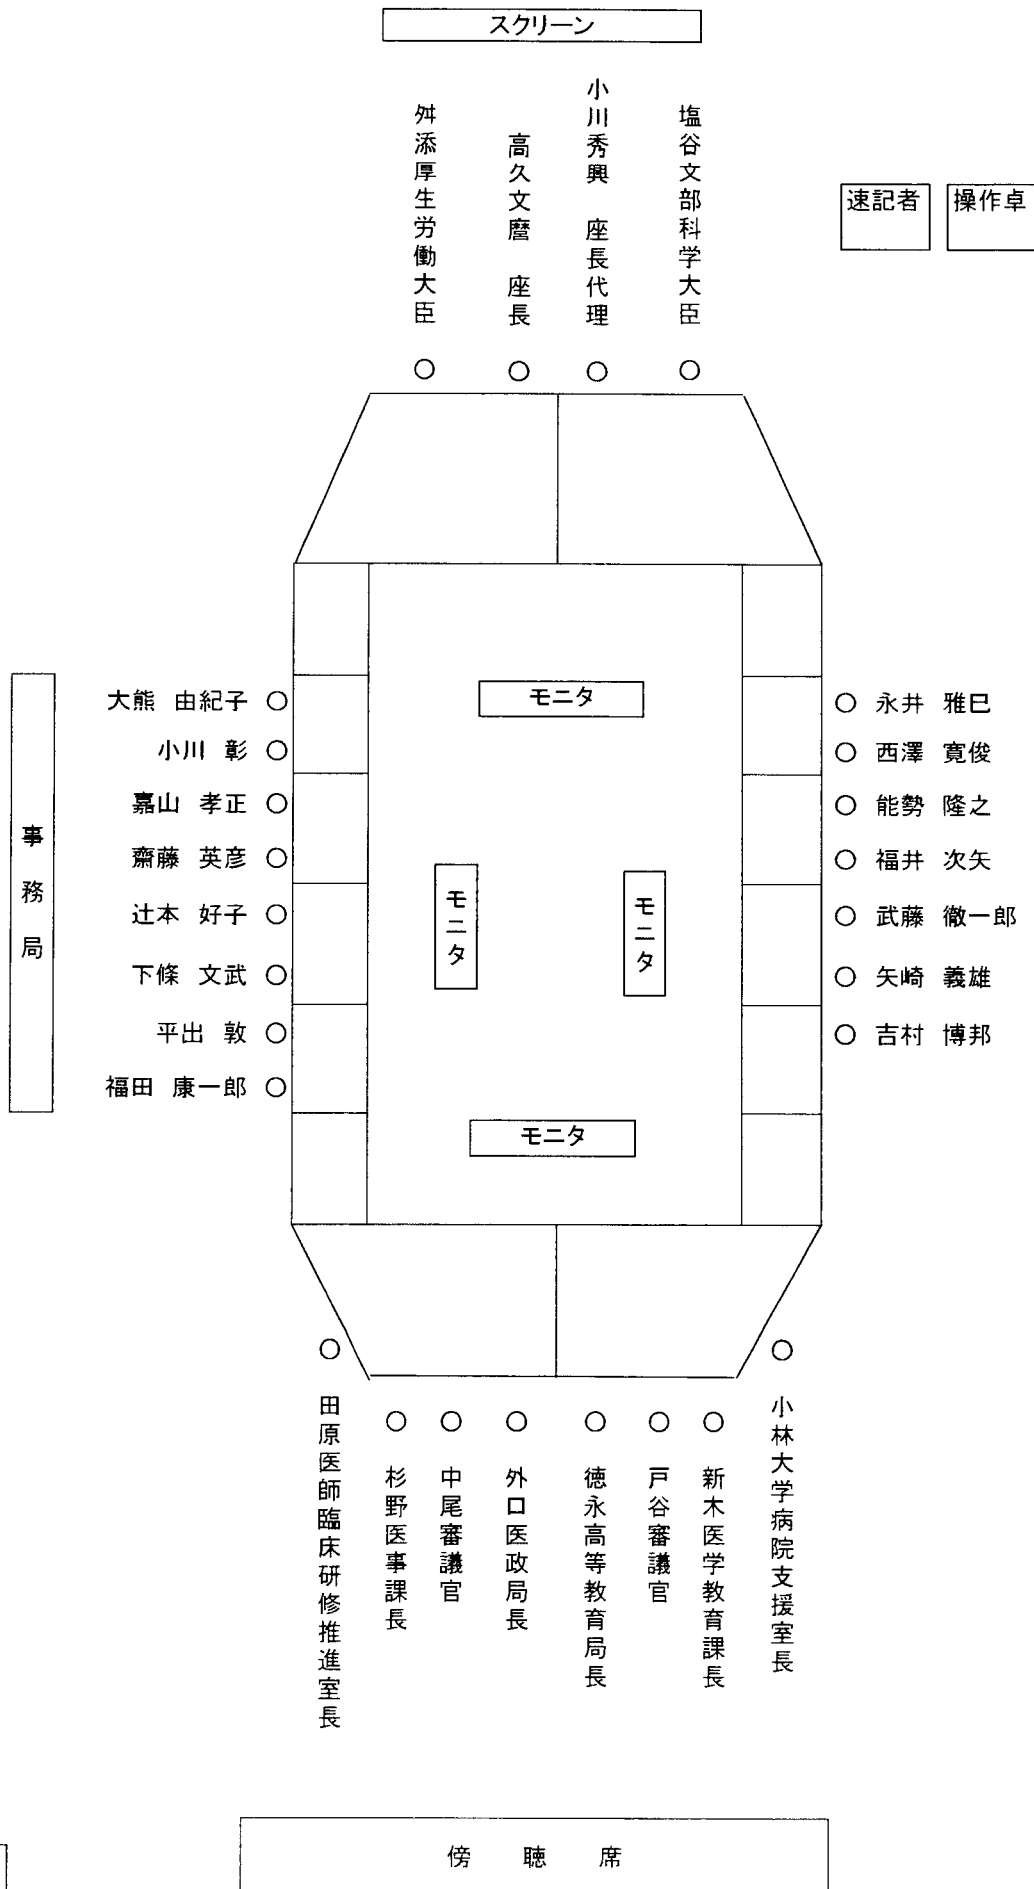 スクリーン
舛添厚生労働大臣
高久文麿　座長
小川秀興　座長代理
塩谷文部科学大臣
速記者
操作卓
事務局
大熊　由紀子
小川　彰
嘉山　孝正
齋藤　英彦
辻本　好子
下條　文武
平出　敦
福田　康一郎
モニタ
モニタ
モニタ
モニタ
永井　雅巳
西澤　寛俊
能勢　隆之
福井　次矢
武藤　徹一郎
矢崎　義雄
吉村　博邦
田原医師臨床研修推進室長
杉野医事課長
中尾審議官
外口医政局長
徳永高等教育局長
戸谷審議官
新木医学教育課長
小林大学病院支援室長
傍　聴　席